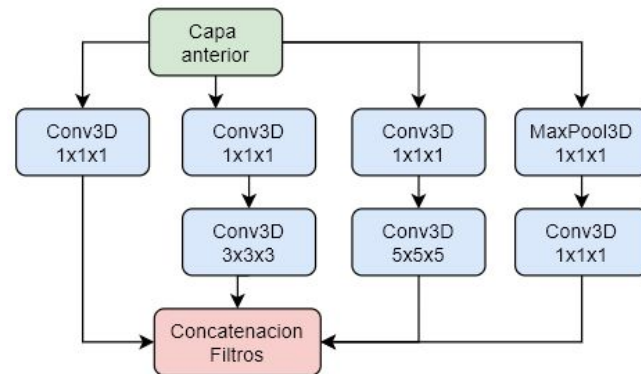 Capa
anterior
Conv3D
1x1x1
Conv3D
1x1x1
Conv3D
1x1x1
MaxPool3D
1x1x1
Conv3D
3x3x3
Conv3D
5x5x5
Conv3D
1x1x1
Concatenacion
Filtros